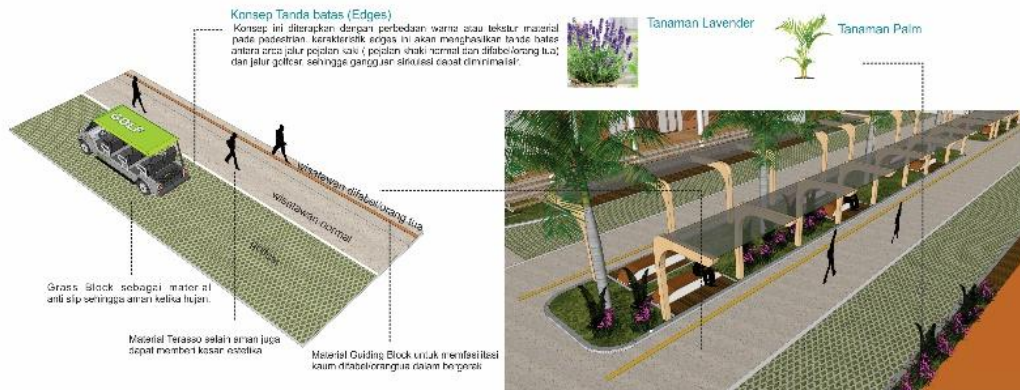 Konsep Tanda batas (Edges)
Konsep ini diterapkan dengan perbedaan warna atau tekstur material
pada pedestrian. karakteristik edges ini akan menghasilkan tanda batas
antara area jalur pejalan kaki ( pejalan khaki normal dan difabel/orang tua)
dan jalur golfcar, sehingga gangguan sirkulasi dapat diminimalisir.
Tanaman Lavender
Tanaman Palm
GOLF
wisatawan difabel/orang tua
wisatawan normal
Grass Block sebagai material
anti slip sehingga aman ketika hujan.
Material Terasso selain aman juga
dapat memberi kesan estetika
Material Guiding Block untuk memfasilitasi
kaum difabel/orangtua dalam bergerak